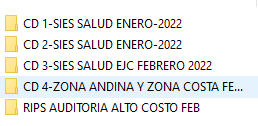 CD 1-SIES SALUD ENERO-2022
CD 2-SIES SALUD ENERO-2022
CD 3-SIES SALUD EJC FEBRERO 2022
CD 4-ZONA ANDINA Y ZONA COSTA FE...
RIPS AUDITORIA ALTO COSTO FEB